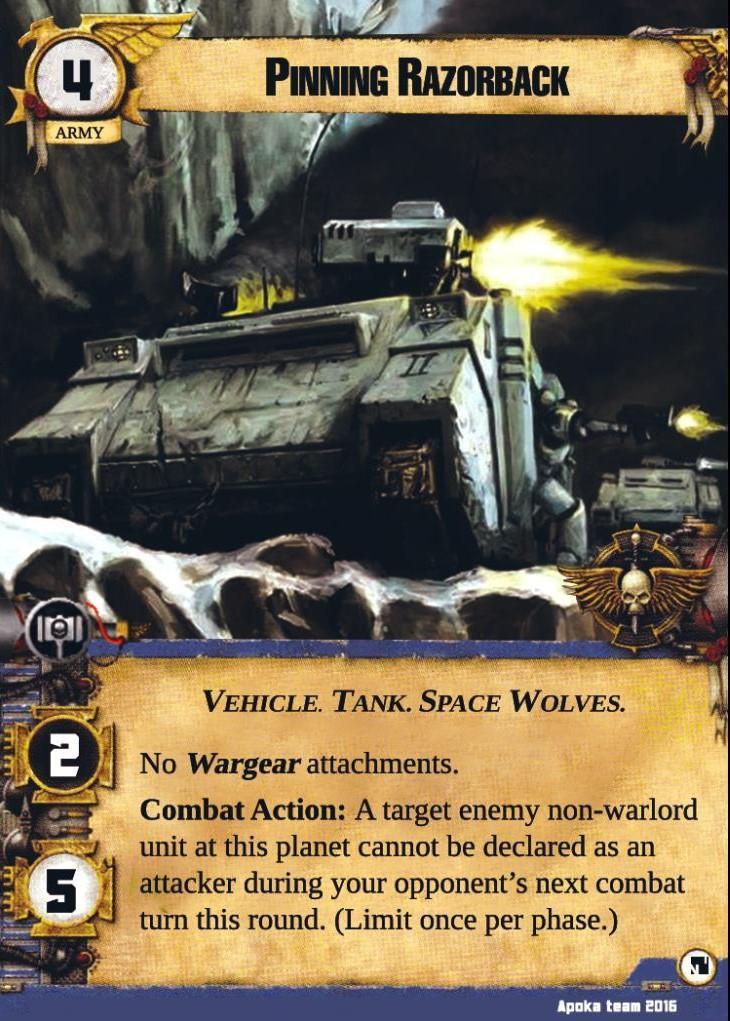 4
PINNING RAZORBACK
ARMY
II
VEHICLE. TANK. SPACE WOLVES.
2
No Wargear attachments.
Combat Action: A target enemy non-warlord
unit at this planet cannot be declared as an
attacker during your opponent's next combat
5
turn this round. (Limit once per phase.)
Apoka team 2016